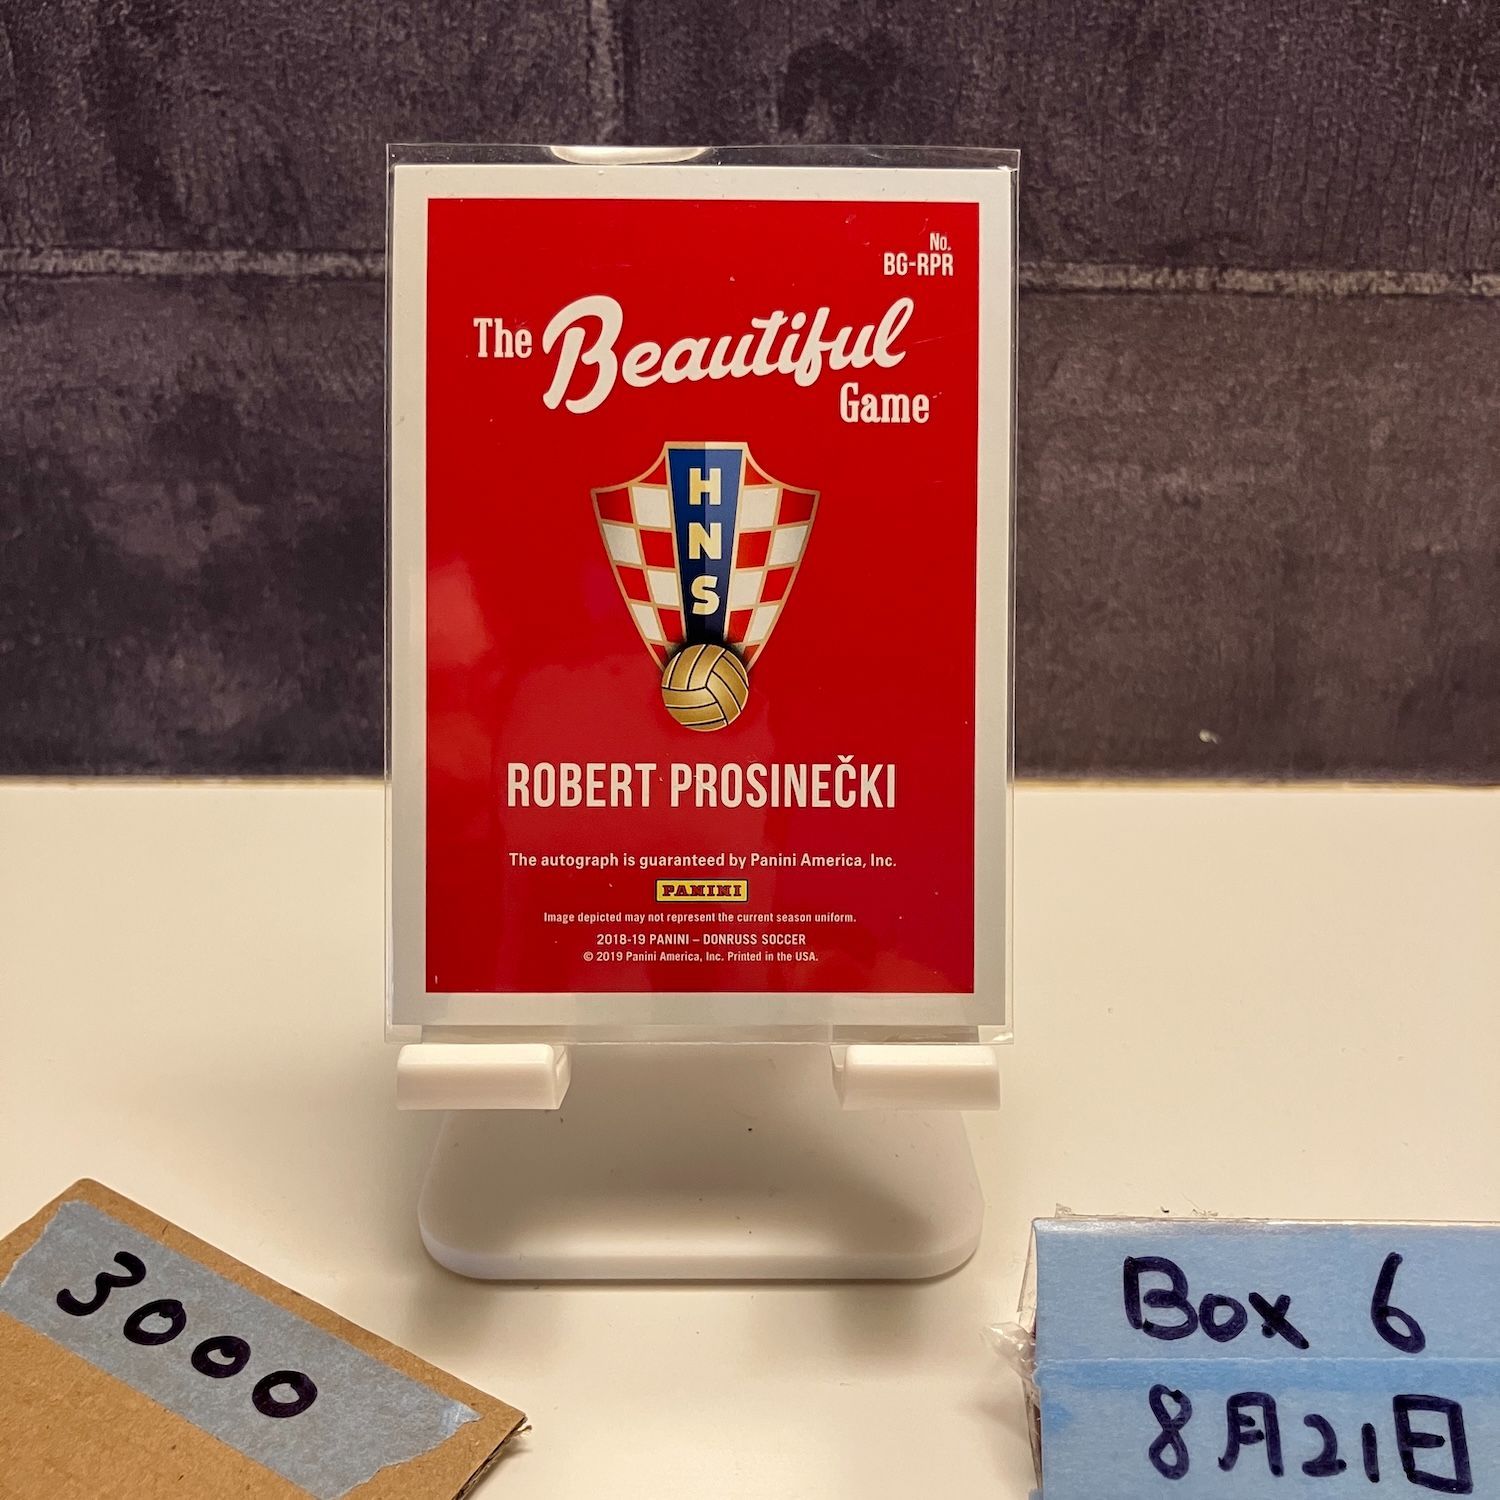 No.
BG-RPR
The Beautiful
Game
H
N
S
ROBERT PROSINEČKI
The autograph is guaranteed by Panini America, Inc.
PANINI
Image depicted may not represent the current season uniform.
2018-19 PANINI – DONRUSS SOCCER
© 2019 Panini America, Inc. Printed in the USA.
3000
Box 6
8月21日